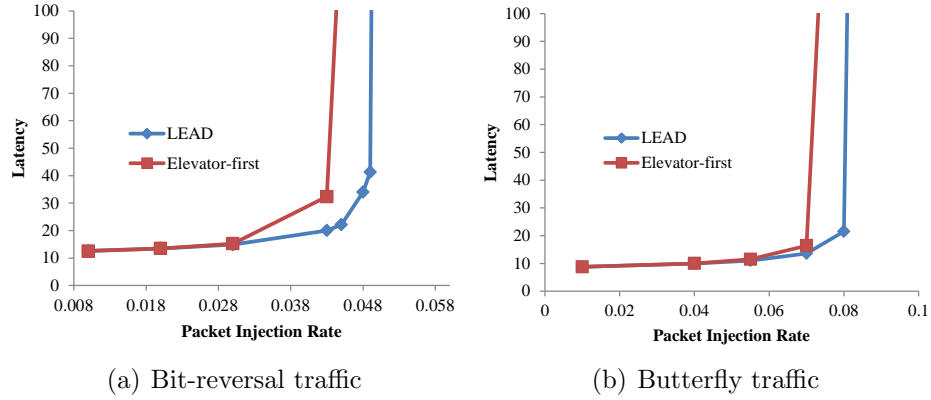 100
90
80
70
60
50
40
30
20
10
0
Latency
LEAD
Elevator-first
0.008 0.018 0.028 0.038 0.048 0.058
Packet Injection Rate
(a) Bit-reversal traffic
100
90
80
70
60
50
40
30
20
10
0
Latency
LEAD
Elevator-first
0 0.02 0.04 0.06 0.08 0.1
Packet Injection Rate
(b) Butterfly traffic